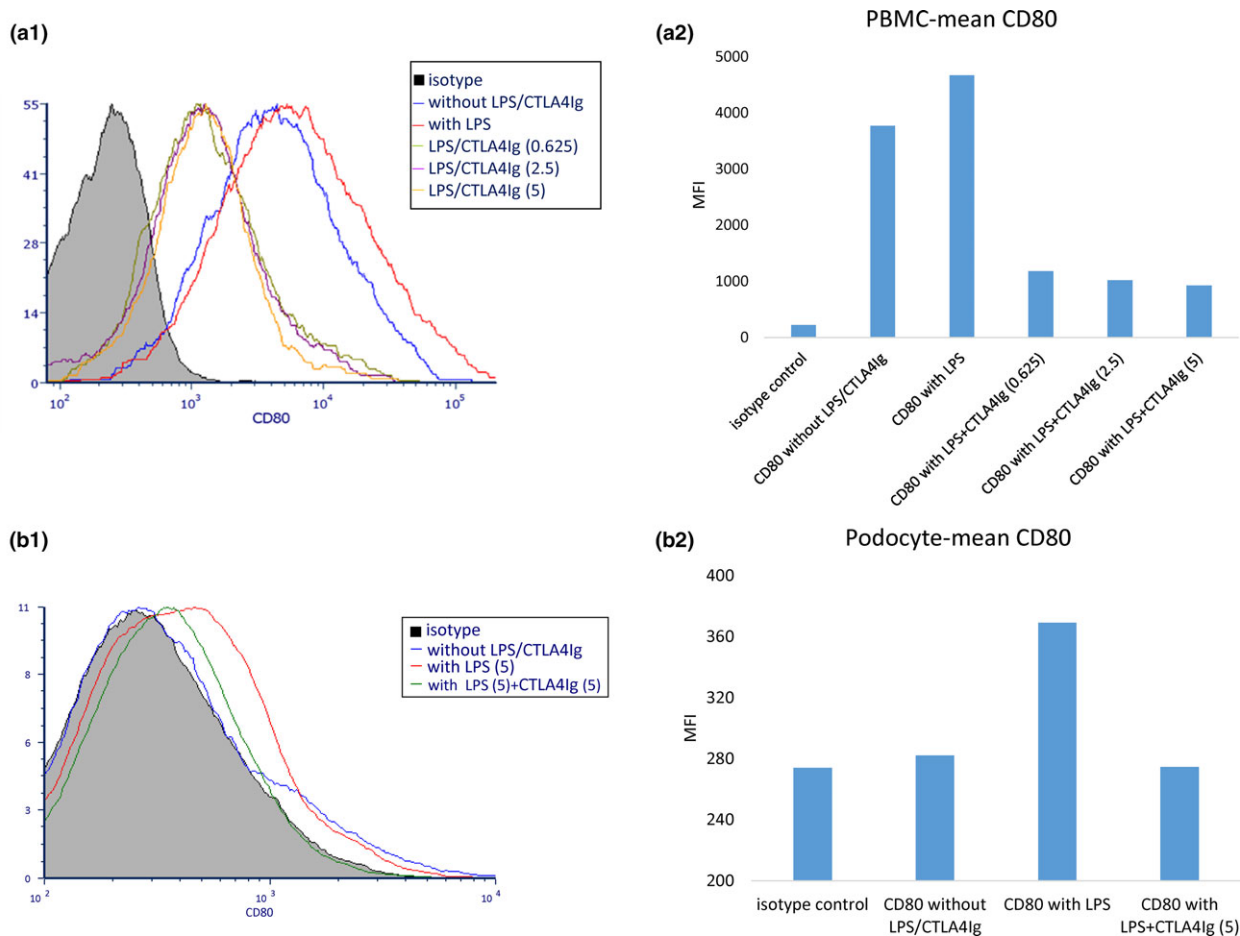 (a1)
isotype
without LPS/CTLA4Ig
with LPS
LPS/CTLA4Ig (0.625)
LPS/CTLA4Ig (2.5)
LPS/CTLA4Ig (5)
55
41
28
14
0
10^2
10^3
10^4
10^5
CD80
(a2)
PBMC-mean CD80
MFI
5000
4000
3000
2000
1000
0
isotype control
CD80 without LPS/CTLA4Ig
CD80 with LPS
CD80 with LPS+CTLA4Ig (0.625)
CD80 with LPS+CTLA4Ig (2.5)
CD80 with LPS+CTLA4Ig (5)
(b1)
isotype
without LPS/CTLA4Ig
with LPS (5)
with LPS (5)+CTLA4Ig (5)
11
8
6
3
0
10^2
10^3
10^4
CD80
(b2)
Podocyte-mean CD80
MFI
400
360
320
280
240
200
isotype control
CD80 without
LPS/CTLA4Ig
CD80 with LPS
CD80 with
LPS+CTLA4Ig (5)